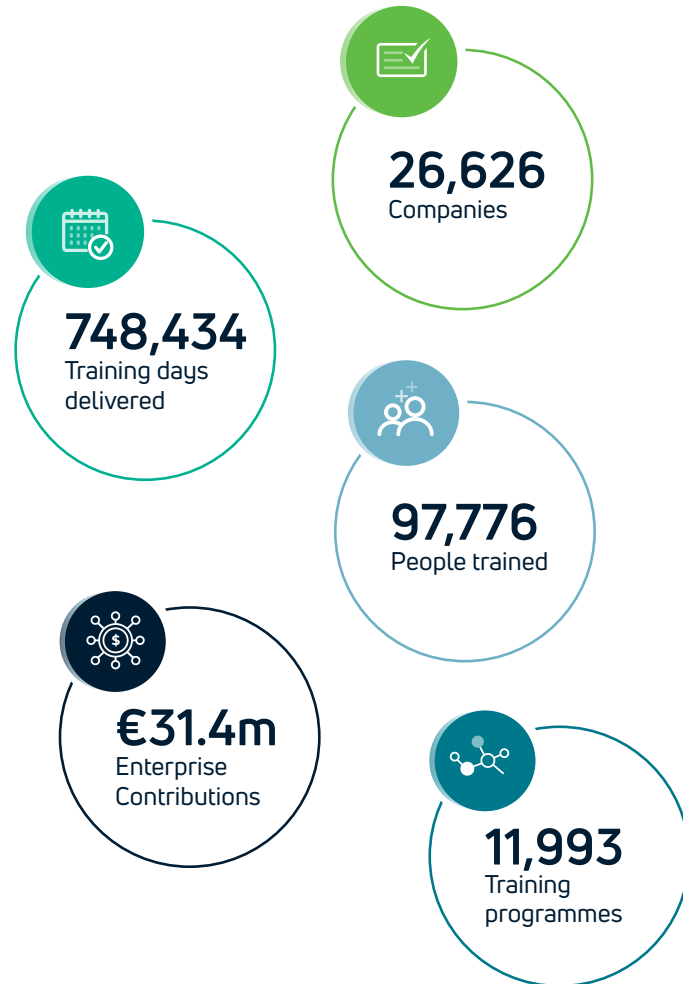 26,626
Companies
748,434
Training days
delivered
97,776
People trained
$
€31.4m
Enterprise
Contributions
11,993
Training
programmes